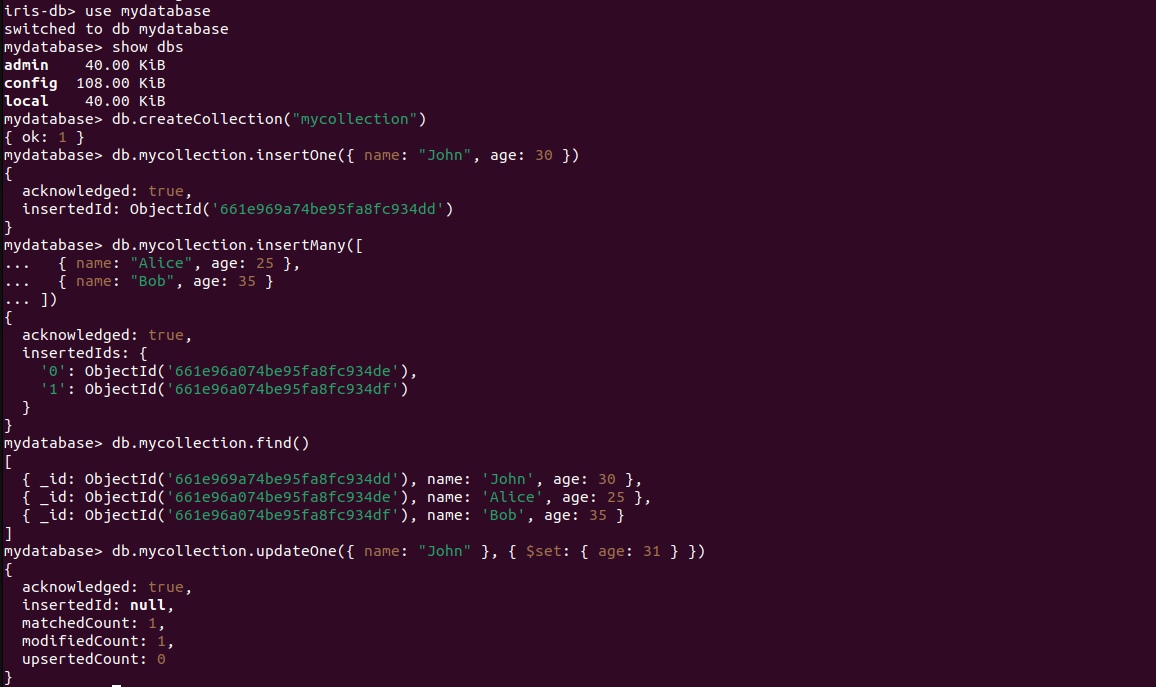 iris-db> use mydatabase
switched to db mydatabase
mydatabase> show dbs
admin    40.00 KiB
config  108.00 KiB
local    40.00 KiB
mydatabase> db.createCollection("mycollection")
{ ok: 1 }
mydatabase> db.mycollection.insertOne({ name: "John", age: 30 })
{
  acknowledged: true,
  insertedId: ObjectId('661e969a74be95fa8fc934dd')
}
mydatabase> db.mycollection.insertMany([
...   { name: "Alice", age: 25 },
...   { name: "Bob", age: 35 }
... ])
{
  acknowledged: true,
  insertedIds: {
    '0': ObjectId('661e96a074be95fa8fc934de'),
    '1': ObjectId('661e96a074be95fa8fc934df')
  }
}
mydatabase> db.mycollection.find()
[
  { _id: ObjectId('661e969a74be95fa8fc934dd'), name: 'John', age: 30 },
  { _id: ObjectId('661e96a074be95fa8fc934de'), name: 'Alice', age: 25 },
  { _id: ObjectId('661e96a074be95fa8fc934df'), name: 'Bob', age: 35 }
]
mydatabase> db.mycollection.updateOne({ name: "John" }, { $set: { age: 31 } })
{
  acknowledged: true,
  insertedId: null,
  matchedCount: 1,
  modifiedCount: 1,
  upsertedCount: 0
}